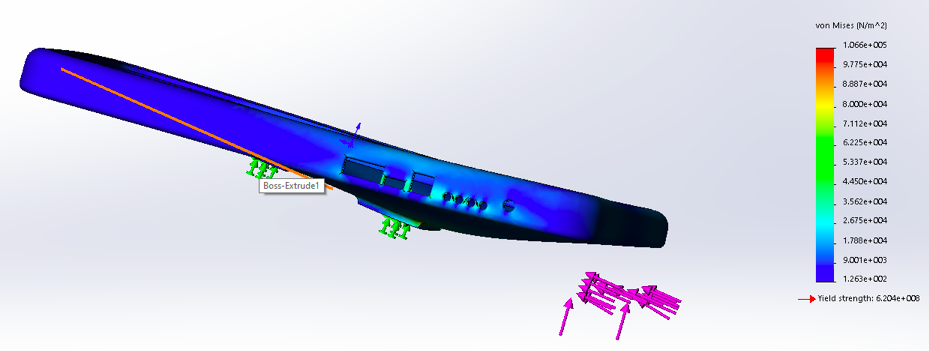 von Mises (N/m^2)
1.066e+005
9.775e+004
8.887e+004
8.000e+004
7.112e+004
6.225e+004
5.337e+004
4.450e+004
3.562e+004
2.675e+004
1.788e+004
9.001e+003
1.263e+002
Yield strength: 6.204e+008
Boss-Extrude1